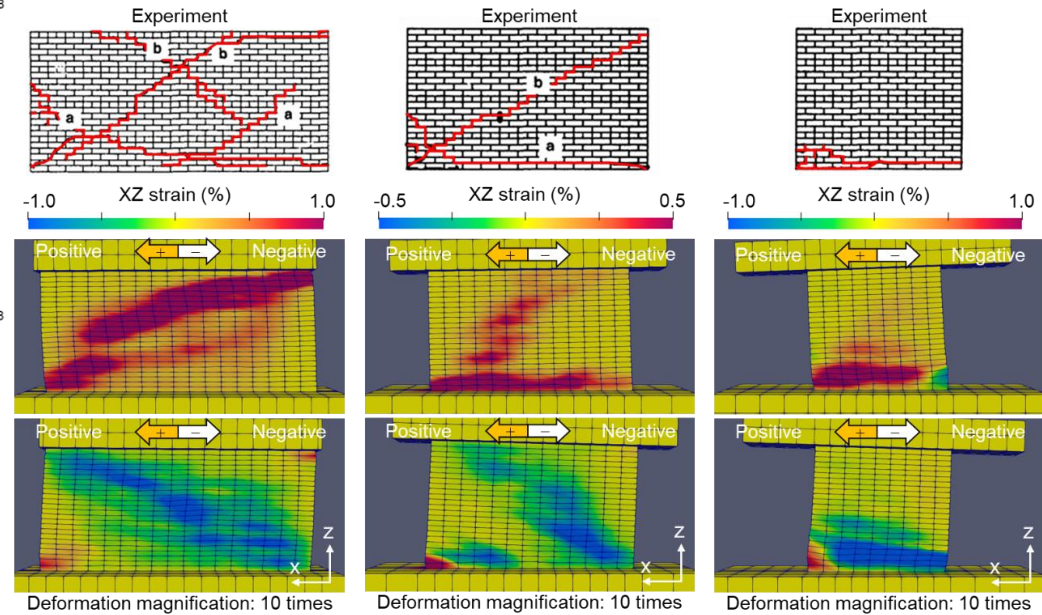 3
Experiment Experiment Experiment
b b b
a a a
XZ strain (%) XZ strain (%) XZ strain (%)
-1.0 1.0 -0.5 0.5 -1.0 1.0
Positive + − Negative Positive + − Negative Positive + − Negative
3
Positive + − Negative Positive + − Negative Positive + − Negative
Z Z Z
X X X
Deformation magnification: 10 times Deformation magnification: 10 times Deformation magnification: 10 times